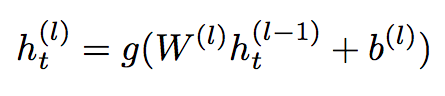 h_t^{(l)} = g(W^{(l)} h_t^{(l-1)} + b^{(l)})